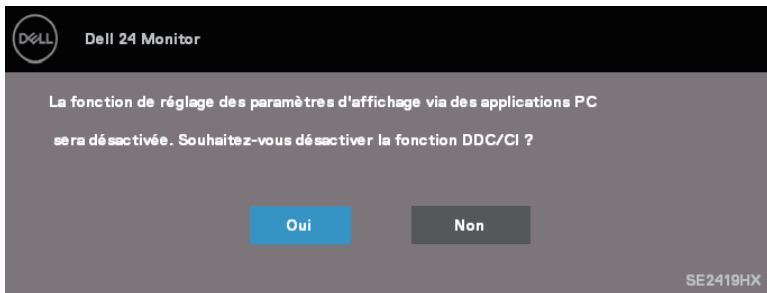 DELL
Dell 24 Monitor
La fonction de réglage des paramètres d'affichage via des applications PC
sera désactivée. Souhaitez-vous désactiver la fonction DDC/CI ?
Oui Non
SE2419HX